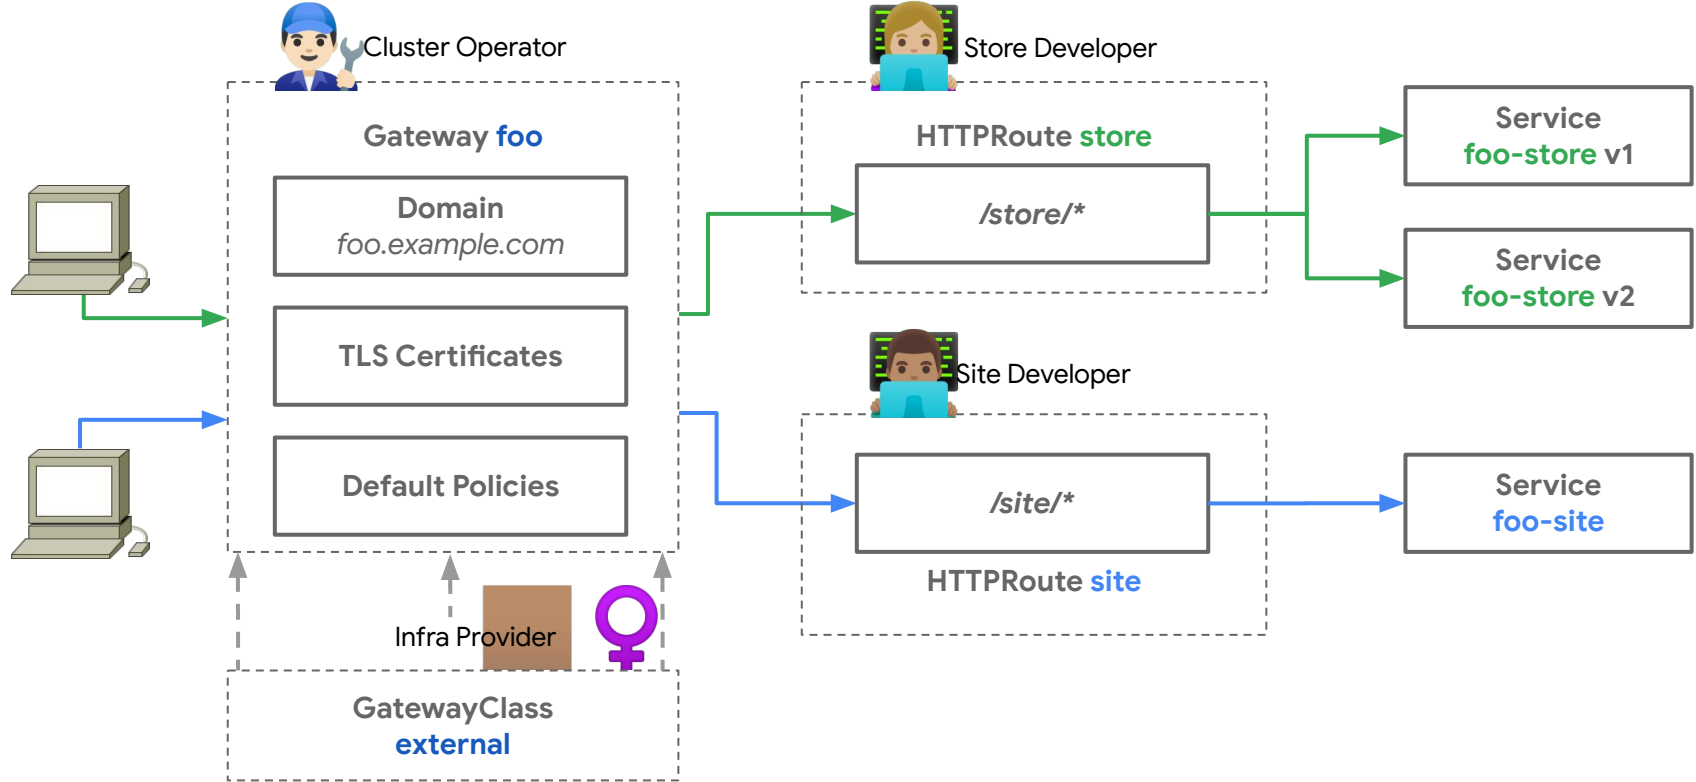 Cluster Operator
Store Developer
Gateway foo
HTTPRoute store
Service
foo-store v1
Domain
foo.example.com
/store/*
Service
foo-store v2
TLS Certificates
Site Developer
Default Policies
/site/*
Service
foo-site
HTTPRoute site
Infra Provider
GatewayClass
external